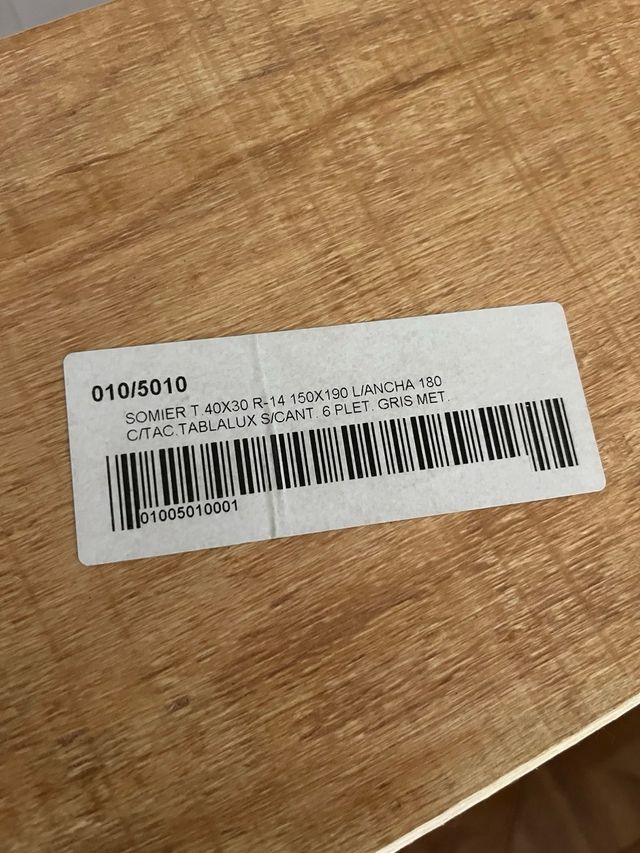 010/5010
SOMIER T.40X30 R-14 150X190 L/ANCHA 180
C/TAC.TABLALUX S/CANT. 6 PLET. GRIS MET.
01005010001